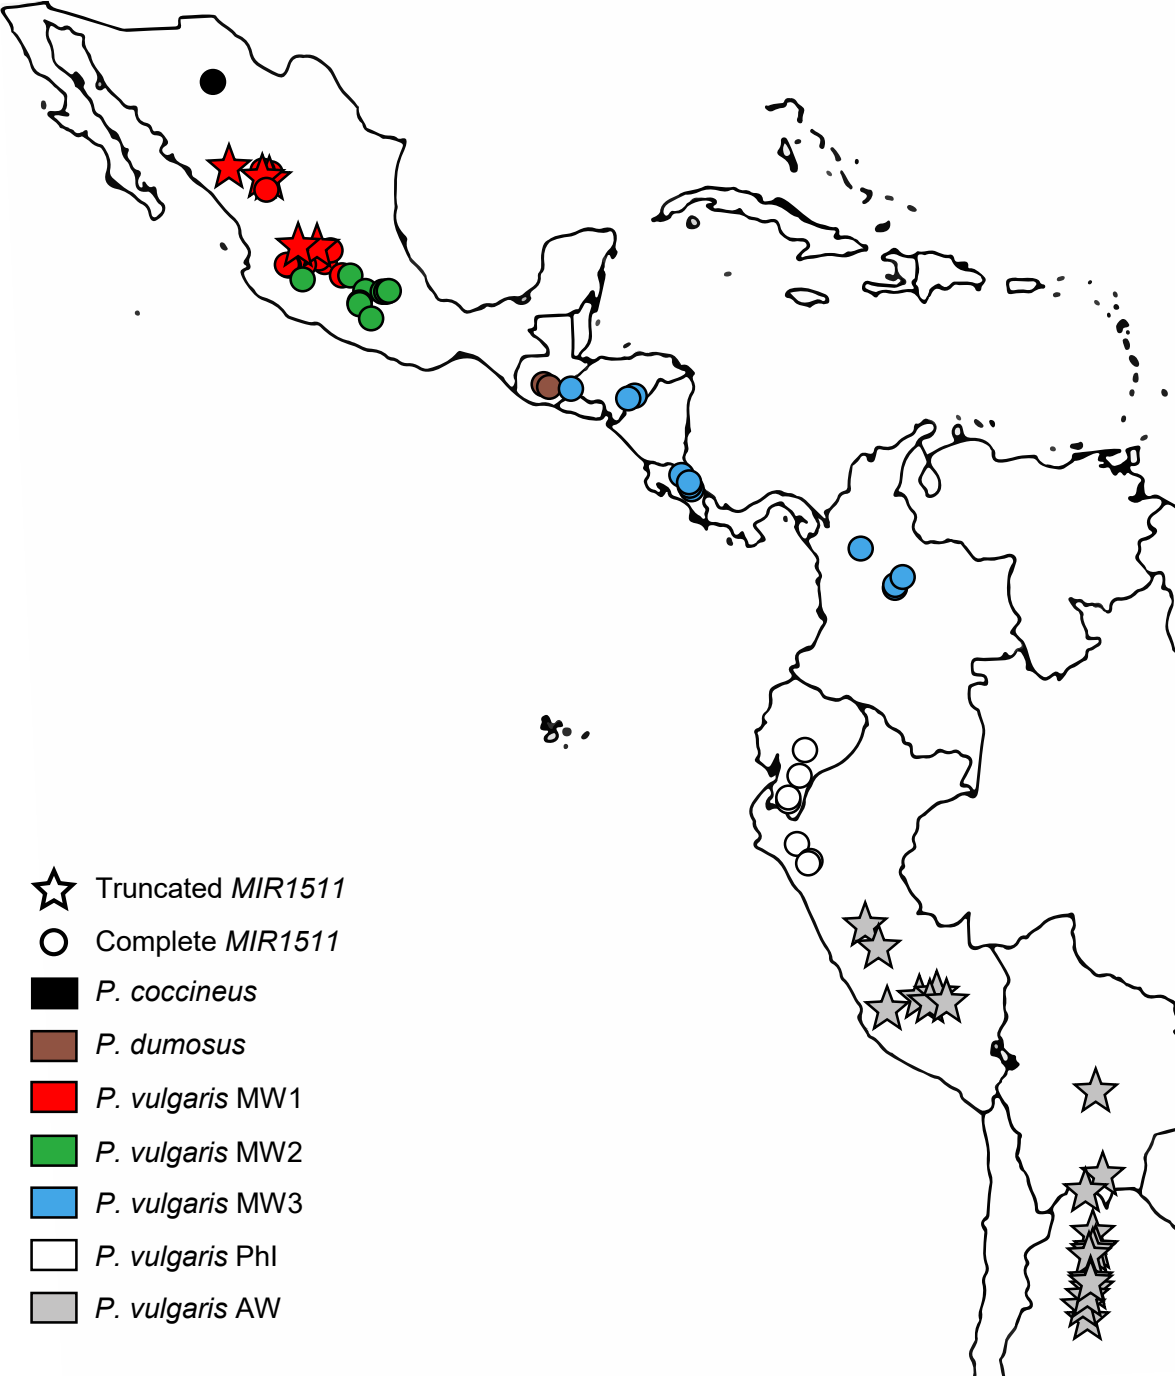 Truncated MIR1511
Complete MIR1511
P. coccineus
P. dumosus
P. vulgaris MW1
P. vulgaris MW2
P. vulgaris MW3
P. vulgaris PhI
P. vulgaris AW